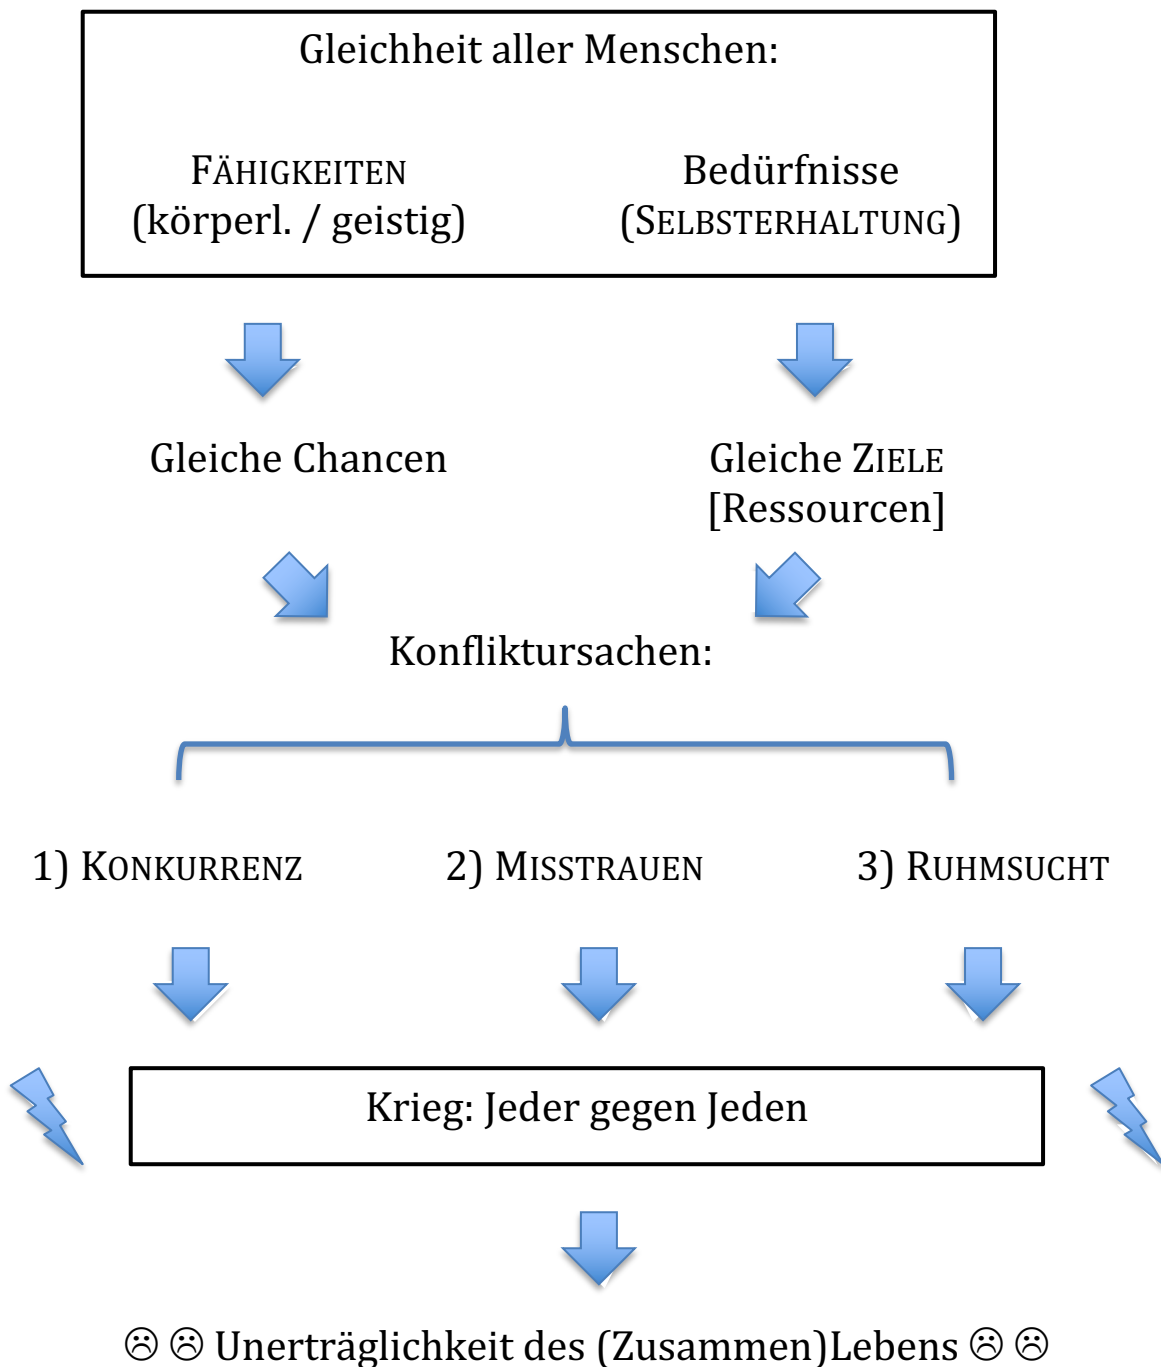 Gleichheit aller Menschen:
FÄHIGKEITEN Bedürfnisse
(körperl. / geistig) (SELBSTERHALTUNG)
Gleiche Chancen Gleiche ZIELE
[Ressourcen]
Konfliktursachen:
1) KONKURRENZ 2) MISSTRAUEN 3) RUHMSUCHT
Krieg: Jeder gegen Jeden
☹ ☹ Unerträglichkeit des (Zusammen)Lebens ☹ ☹